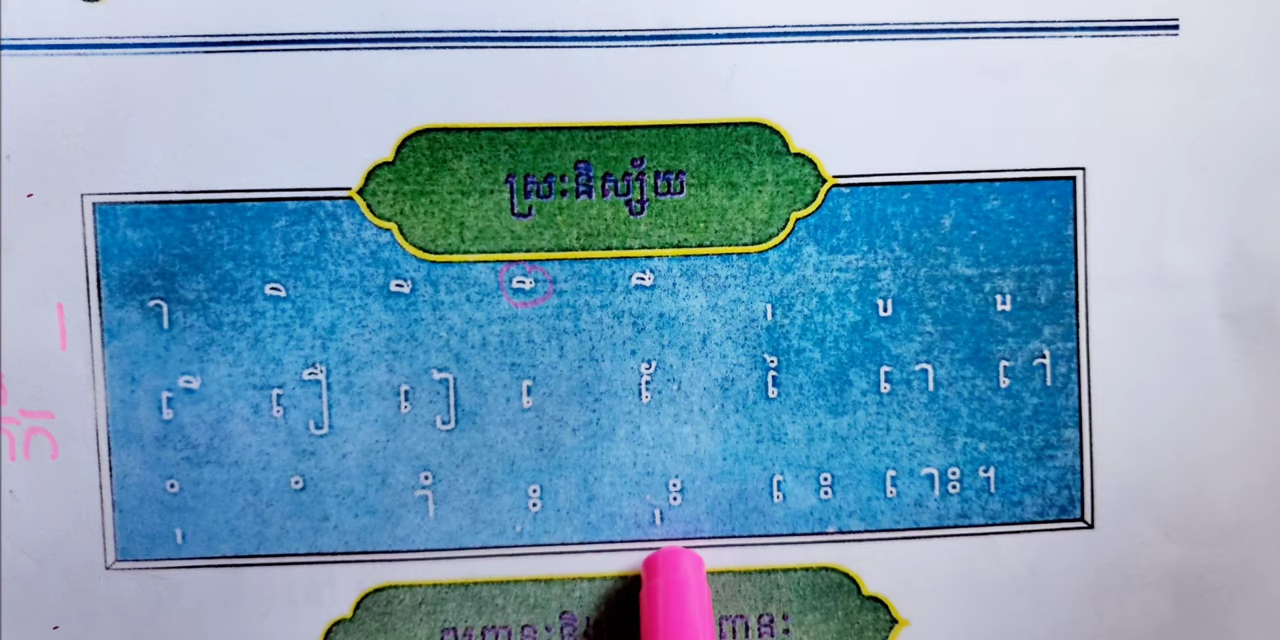 ស្រៈនិស្ស័យ
ា ិ ី ឹ ឺ ុ ូ ួ
ើ ឿ ៀ េ ែ ៃ ោ ៅ
ុំ ំ ាំ ះ ុះ េះ ោះ ។